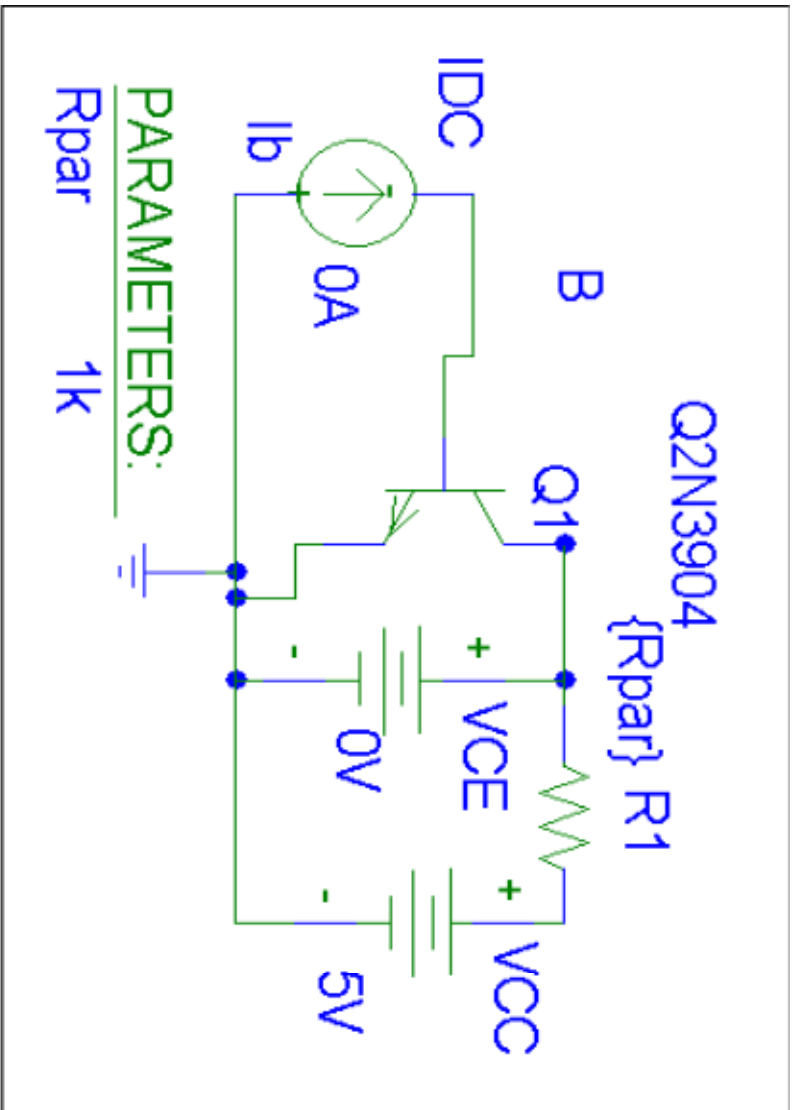 IDC
Ib
0A
B
Q2N3904
Q1
{Rpar}
R1
+
-
VCE
0V
+
-
VCC
5V
+
-
PARAMETERS:
Rpar 1k